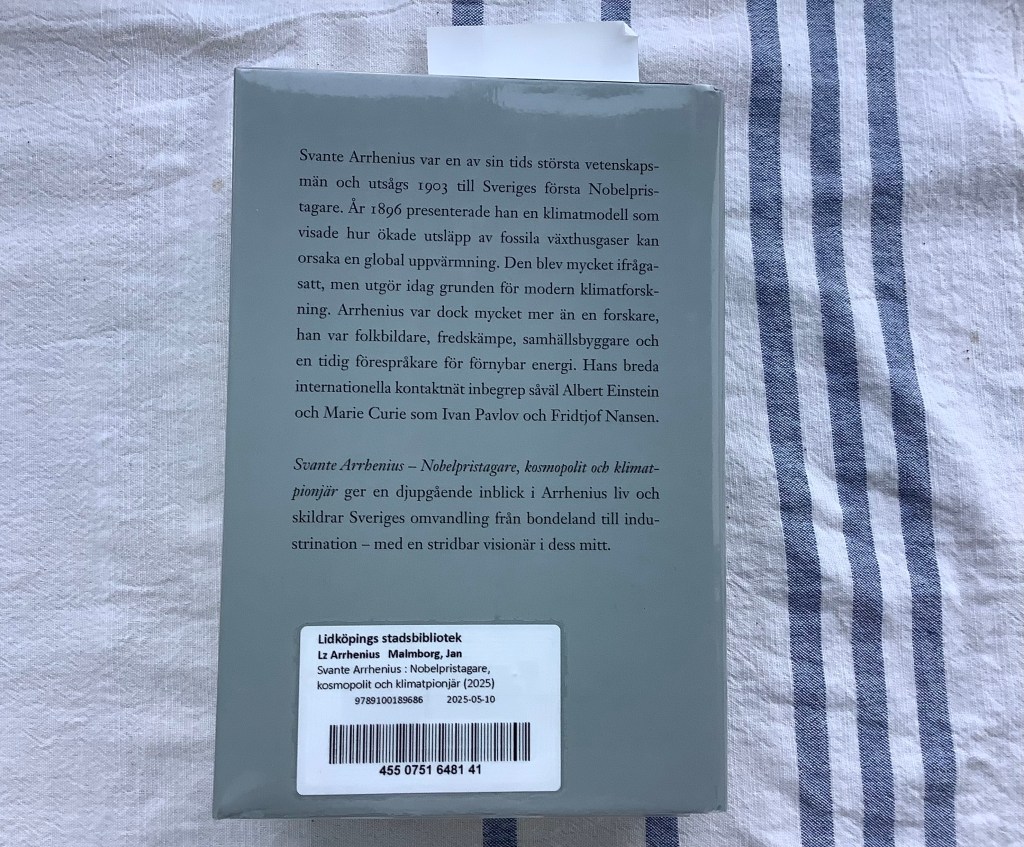 Svante Arrhenius var en av sin tids största vetenskaps-
män och utsågs 1903 till Sveriges första Nobelpris-
tagare. År 1896 presenterade han en klimatmodell som
visade hur ökade utsläpp av fossila växthusgaser kan
orsaka en global uppvärmning. Den blev mycket ifråga-
satt, men utgör idag grunden för modern klimatforsk-
ning. Arrhenius var dock mycket mer än en forskare,
han var folkbildare, fredskämpe, samhällsbyggare och
en tidig förespråkare för förnybar energi. Hans breda
internationella kontaktnät inbegrep såväl Albert Einstein
och Marie Curie som Ivan Pavlov och Fridtjof Nansen.
Svante Arrhenius – Nobelpristagare, kosmopolit och klimat-
pionjär ger en djupgående inblick i Arrhenius liv och
skildrar Sveriges omvandling från bondeland till indu-
strination – med en stridbar visionär i dess mitt.
Lidköpings stadsbibliotek
Lz Arrhenius Malmborg, Jan
Svante Arrhenius : Nobelpristagare,
kosmopolit och klimatpionjär (2025)
9789100189686 2025-05-10
455 0751 6481 41